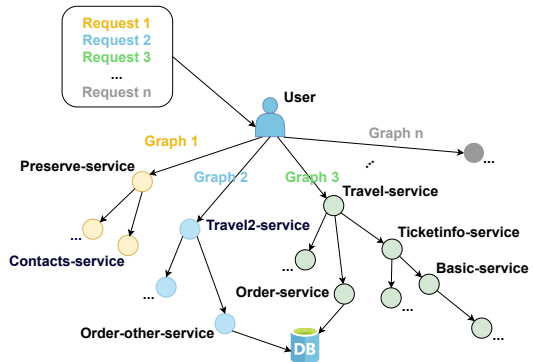 Request 1
Request 2
Request 3
...
Request n
User
Graph 1
Graph n
...
...
Preserve-service
Graph 2
Graph 3
Travel-service
...
Travel2-service
Ticketinfo-service
Contacts-service
...
Basic-service
...
Order-service
...
Order-other-service
...
DB